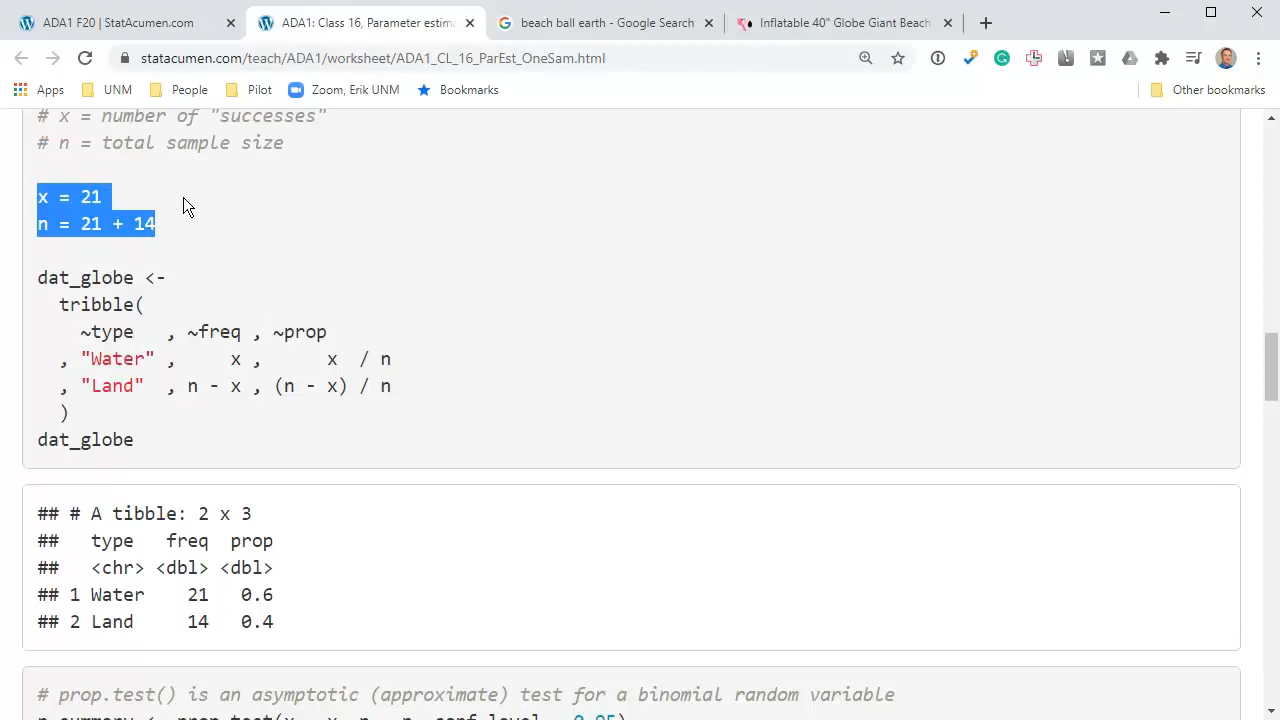 ADA1 F20 | StatAcumen.com
ADA1: Class 16, Parameter estima
beach ball earth - Google Search
Inflatable 40" Globe Giant Beach
statacumen.com/teach/ADA1/worksheet/ADA1_CL_16_ParEst_OneSam.html
Apps UNM People Pilot Zoom, Erik UNM Bookmarks Other bookmarks
# x = number of "successes"
# n = total sample size
x = 21
n = 21 + 14
dat_globe <-
tribble(
~type , ~freq , ~prop
, "Water" , x , x / n
, "Land" , n - x , (n - x) / n
)
dat_globe
## # A tibble: 2 x 3
## type freq prop
## <chr> <dbl> <dbl>
## 1 Water 21 0.6
## 2 Land 14 0.4
# prop.test() is an asymptotic (approximate) test for a binomial random variable